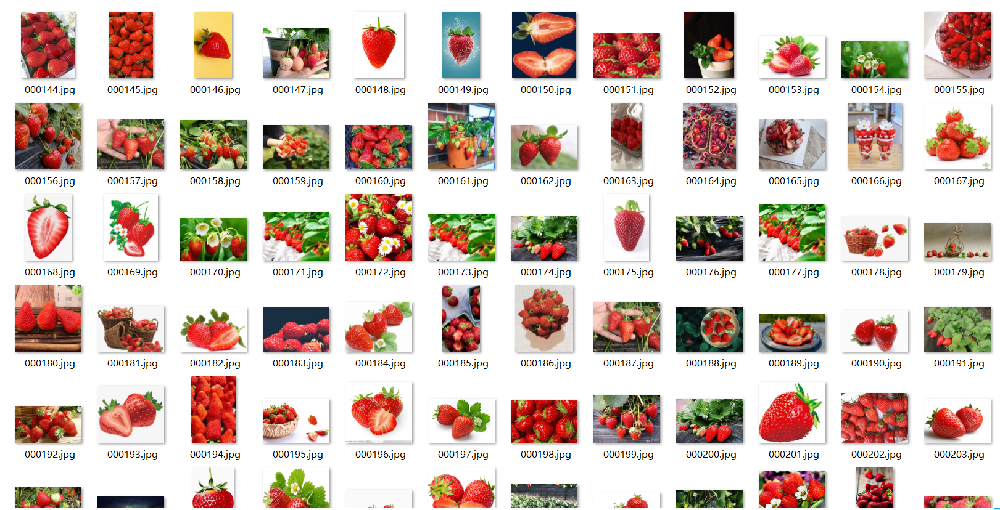 000144.jpg 000145.jpg 000146.jpg 000147.jpg 000148.jpg 000149.jpg 000150.jpg 000151.jpg 000152.jpg 000153.jpg 000154.jpg 000155.jpg
000156.jpg 000157.jpg 000158.jpg 000159.jpg 000160.jpg 000161.jpg 000162.jpg 000163.jpg 000164.jpg 000165.jpg 000166.jpg 000167.jpg
000168.jpg 000169.jpg 000170.jpg 000171.jpg 000172.jpg 000173.jpg 000174.jpg 000175.jpg 000176.jpg 000177.jpg 000178.jpg 000179.jpg
000180.jpg 000181.jpg 000182.jpg 000183.jpg 000184.jpg 000185.jpg 000186.jpg 000187.jpg 000188.jpg 000189.jpg 000190.jpg 000191.jpg
000192.jpg 000193.jpg 000194.jpg 000195.jpg 000196.jpg 000197.jpg 000198.jpg 000199.jpg 000200.jpg 000201.jpg 000202.jpg 000203.jpg